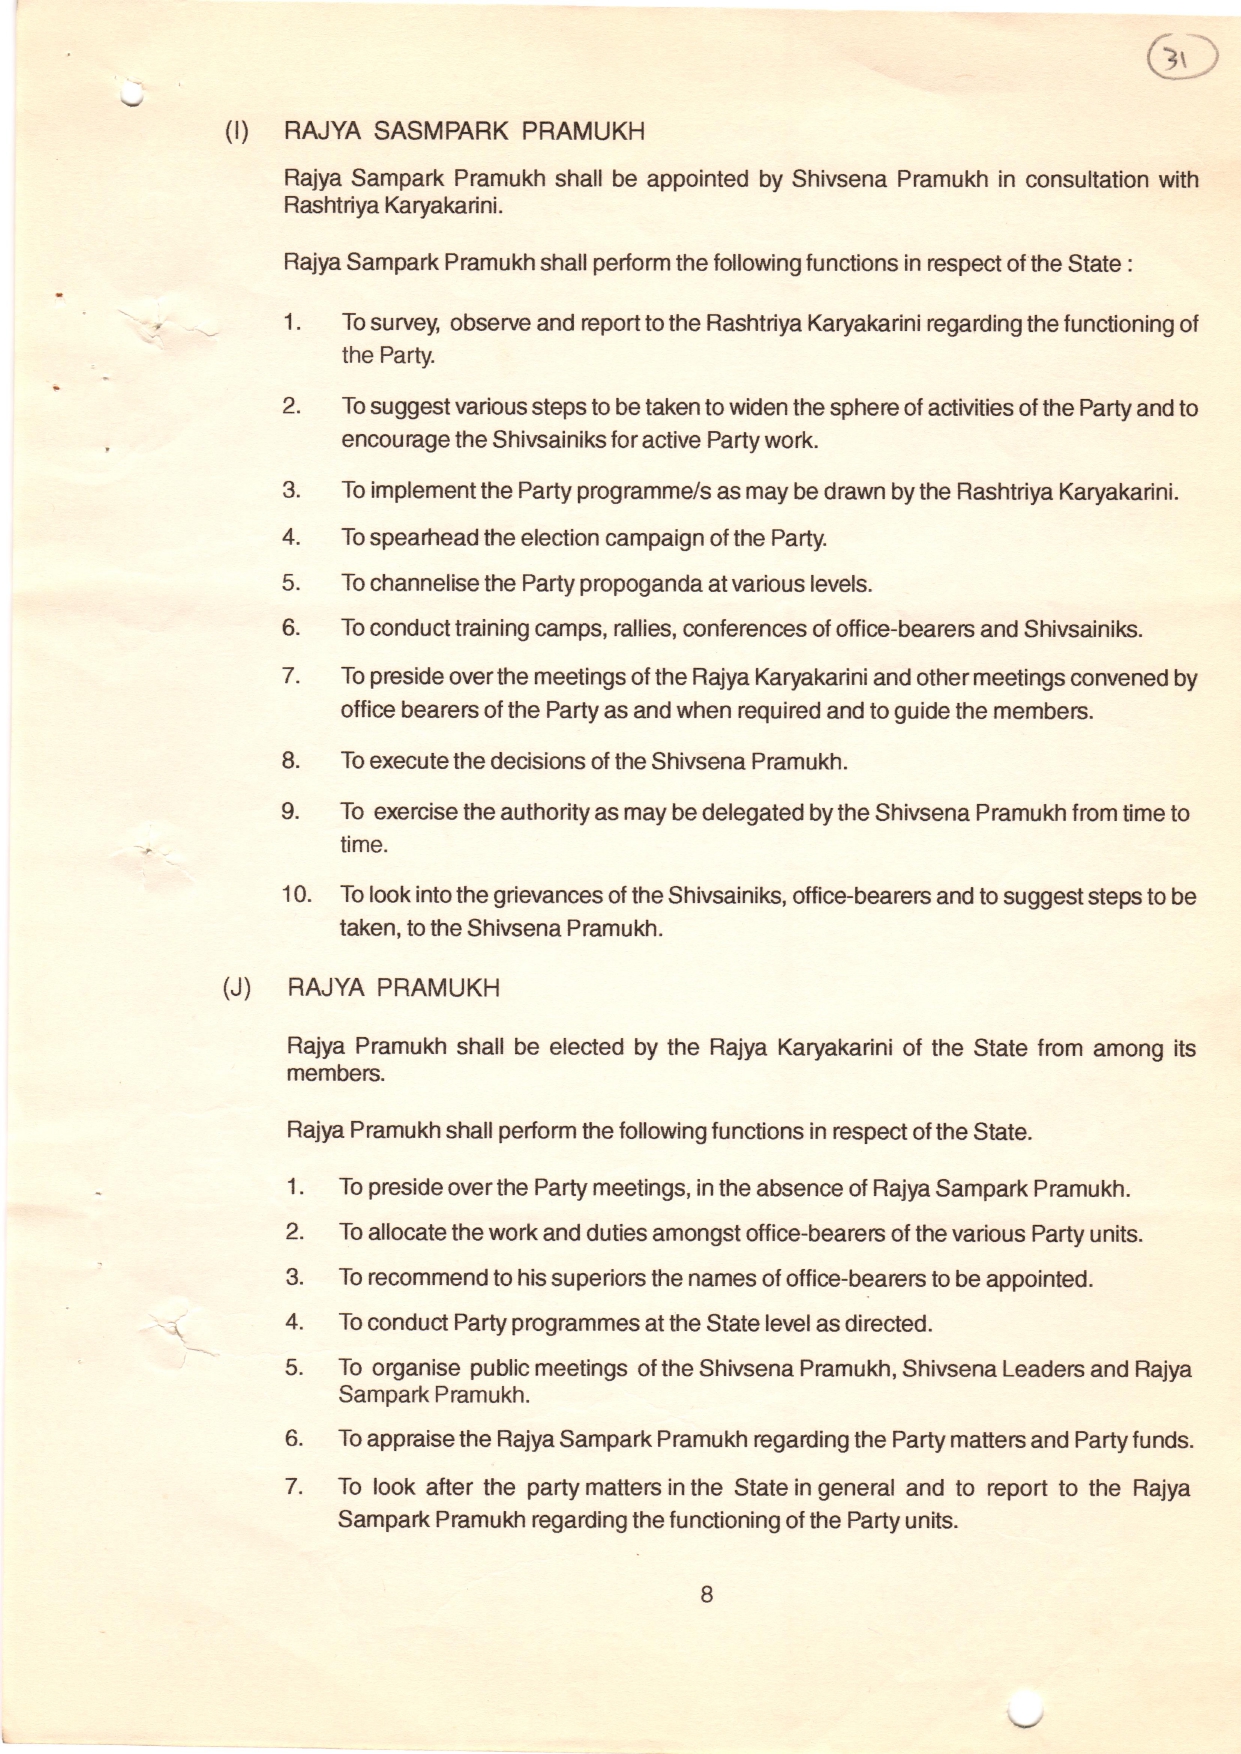 31
(I) RAJYA SASMPARK PRAMUKH
Rajya Sampark Pramukh shall be appointed by Shivsena Pramukh in consultation with
Rashtriya Karyakarini.
Rajya Sampark Pramukh shall perform the following functions in respect of the State :
1. To survey, observe and report to the Rashtriya Karyakarini regarding the functioning of
the Party.
2. To suggest various steps to be taken to widen the sphere of activities of the Party and to
encourage the Shivsainiks for active Party work.
3. To implement the Party programme/s as may be drawn by the Rashtriya Karyakarini.
4. To spearhead the election campaign of the Party.
5. To channelise the Party propoganda at various levels.
6. To conduct training camps, rallies, conferences of office-bearers and Shivsainiks.
7. To preside over the meetings of the Rajya Karyakarini and other meetings convened by
office bearers of the Party as and when required and to guide the members.
8. To execute the decisions of the Shivsena Pramukh.
9. To exercise the authority as may be delegated by the Shivsena Pramukh from time to
time.
10. To look into the grievances of the Shivsainiks, office-bearers and to suggest steps to be
taken, to the Shivsena Pramukh.
(J) RAJYA PRAMUKH
Rajya Pramukh shall be elected by the Rajya Karyakarini of the State from among its
members.
Rajya Pramukh shall perform the following functions in respect of the State.
1. To preside over the Party meetings, in the absence of Rajya Sampark Pramukh.
2. To allocate the work and duties amongst office-bearers of the various Party units.
3. To recommend to his superiors the names of office-bearers to be appointed.
4. To conduct Party programmes at the State level as directed.
5. To organise public meetings of the Shivsena Pramukh, Shivsena Leaders and Rajya
Sampark Pramukh.
6. To appraise the Rajya Sampark Pramukh regarding the Party matters and Party funds.
7. To look after the party matters in the State in general and to report to the Rajya
Sampark Pramukh regarding the functioning of the Party units.
8